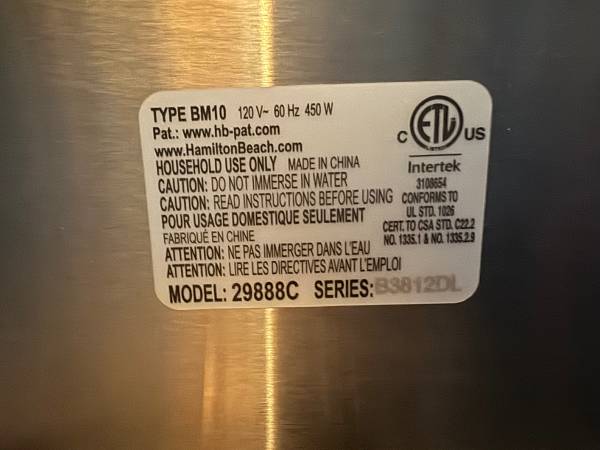 TYPE BM10 120 V~ 60 Hz 450 W
Pat.: www.hb-pat.com
www.HamiltonBeach.com
HOUSEHOLD USE ONLY MADE IN CHINA
CAUTION: DO NOT IMMERSE IN WATER
CAUTION: READ INSTRUCTIONS BEFORE USING
POUR USAGE DOMESTIQUE SEULEMENT
FABRIQUÉ EN CHINE
ATTENTION: NE PAS IMMERGER DANS L'EAU
ATTENTION: LIRE LES DIRECTIVES AVANT L'EMPLOI
MODEL: 29888C SERIES: B3812DL
C ETL US
Intertek
3108654
CONFORMS TO
UL STD. 1026
CERT. TO CSA STD. C22.2
NO. 1335.1 & NO. 1335.2.9